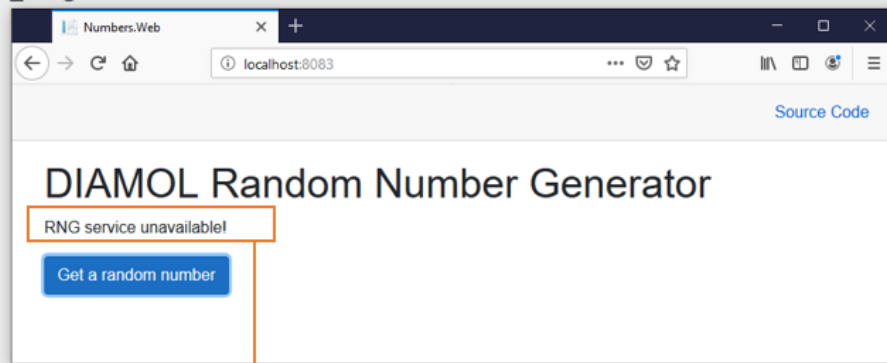 Numbers.Web
localhost:8083
Source Code
DIAMOL Random Number Generator
RNG service unavailable!
Get a random number